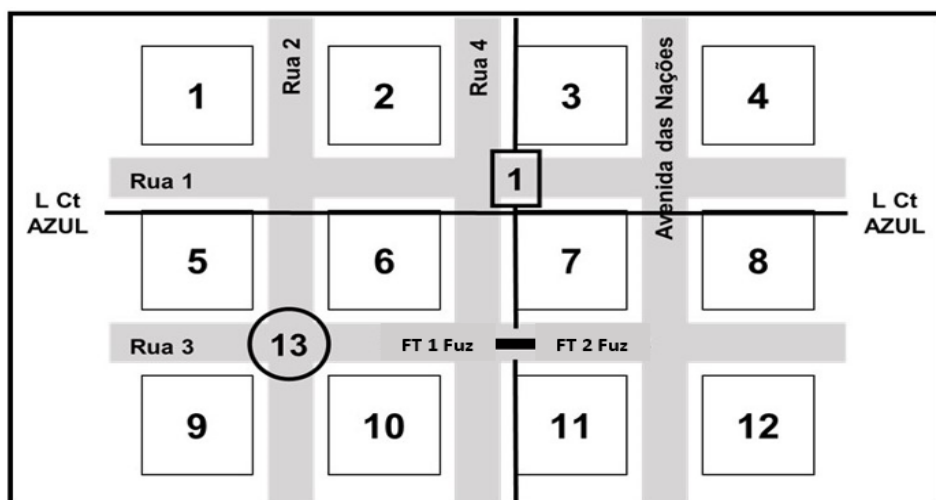 Rua 2
Rua 4
Avenida das Nações
1
2
3
4
Rua 1
1
L Ct
AZUL
L Ct
AZUL
5
6
7
8
Rua 3
13
FT 1 Fuz
FT 2 Fuz
9
10
11
12